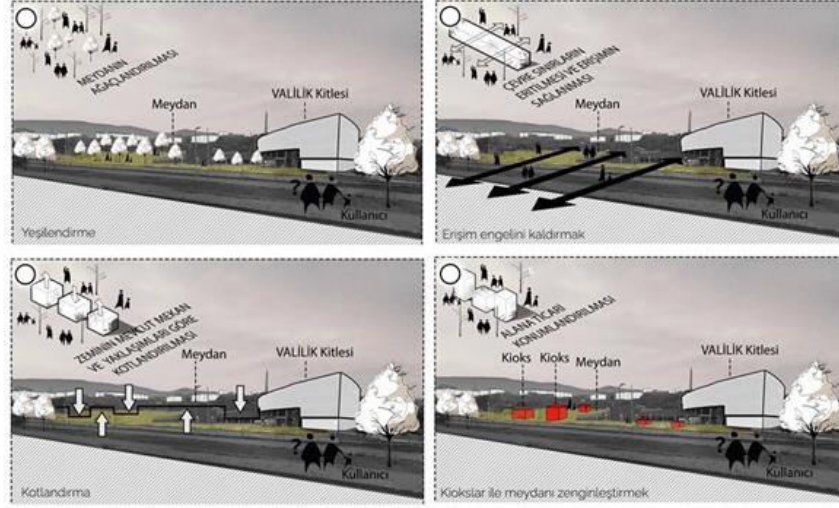 MEYDANIN
AĞAÇLANDIRILMASI
Meydan
VALİLİK Kitlesi
?
Kullanıcı
Yeşilendirme
ÇEVRE SINIRLARIN
ERİTİLMESİ VE ERİŞİMİN
SAĞLANMASI
Meydan
VALİLİK Kitlesi
?
Kullanıcı
Erişim engelini kaldırmak
ZEMİNİN MEVCUT MEKAN
VE YAKLAŞIMLARI GÖRE
KOTLANDIRILMASI
Meydan
VALİLİK Kitlesi
?
Kullanıcı
Kotlandırma
ALANA TİCARİ
KONUMLANDIRILMASI
Kioks
Kioks
Meydan
VALİLİK Kitlesi
?
Kullanıcı
Kiokslar ile meydanı zenginleştirmek